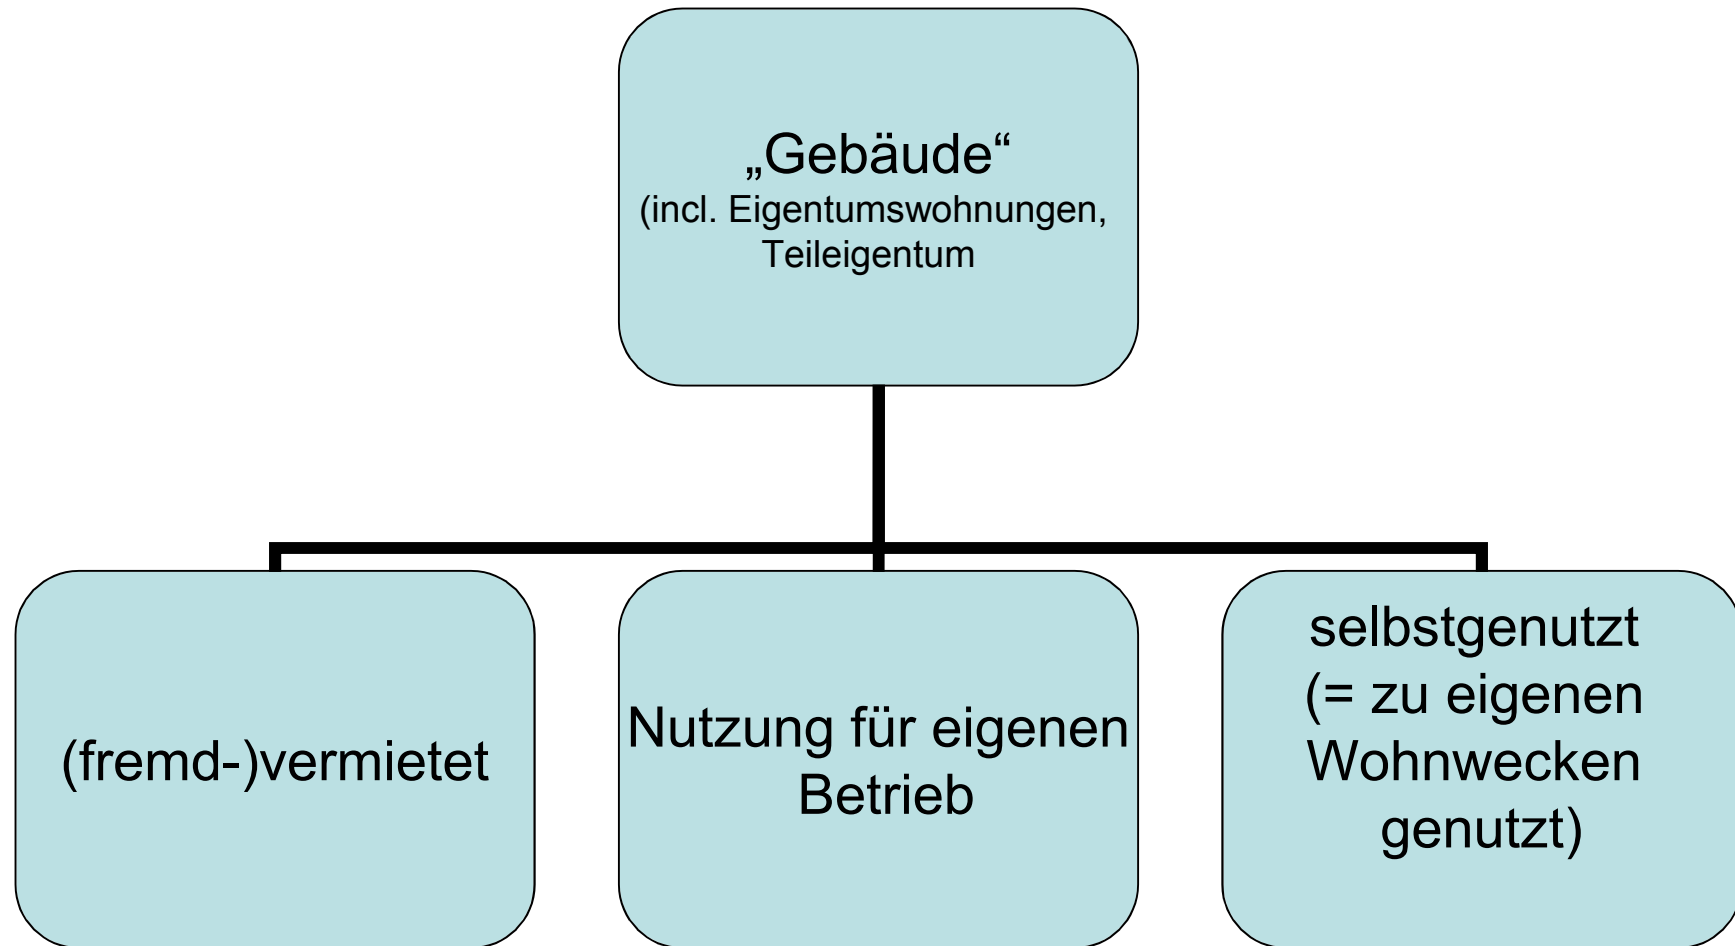 „Gebäude“
(incl. Eigentumswohnungen,
Teileigentum
(fremd-)vermietet
Nutzung für eigenen
Betrieb
selbstgenutzt
(= zu eigenen
Wohnwecken
genutzt)